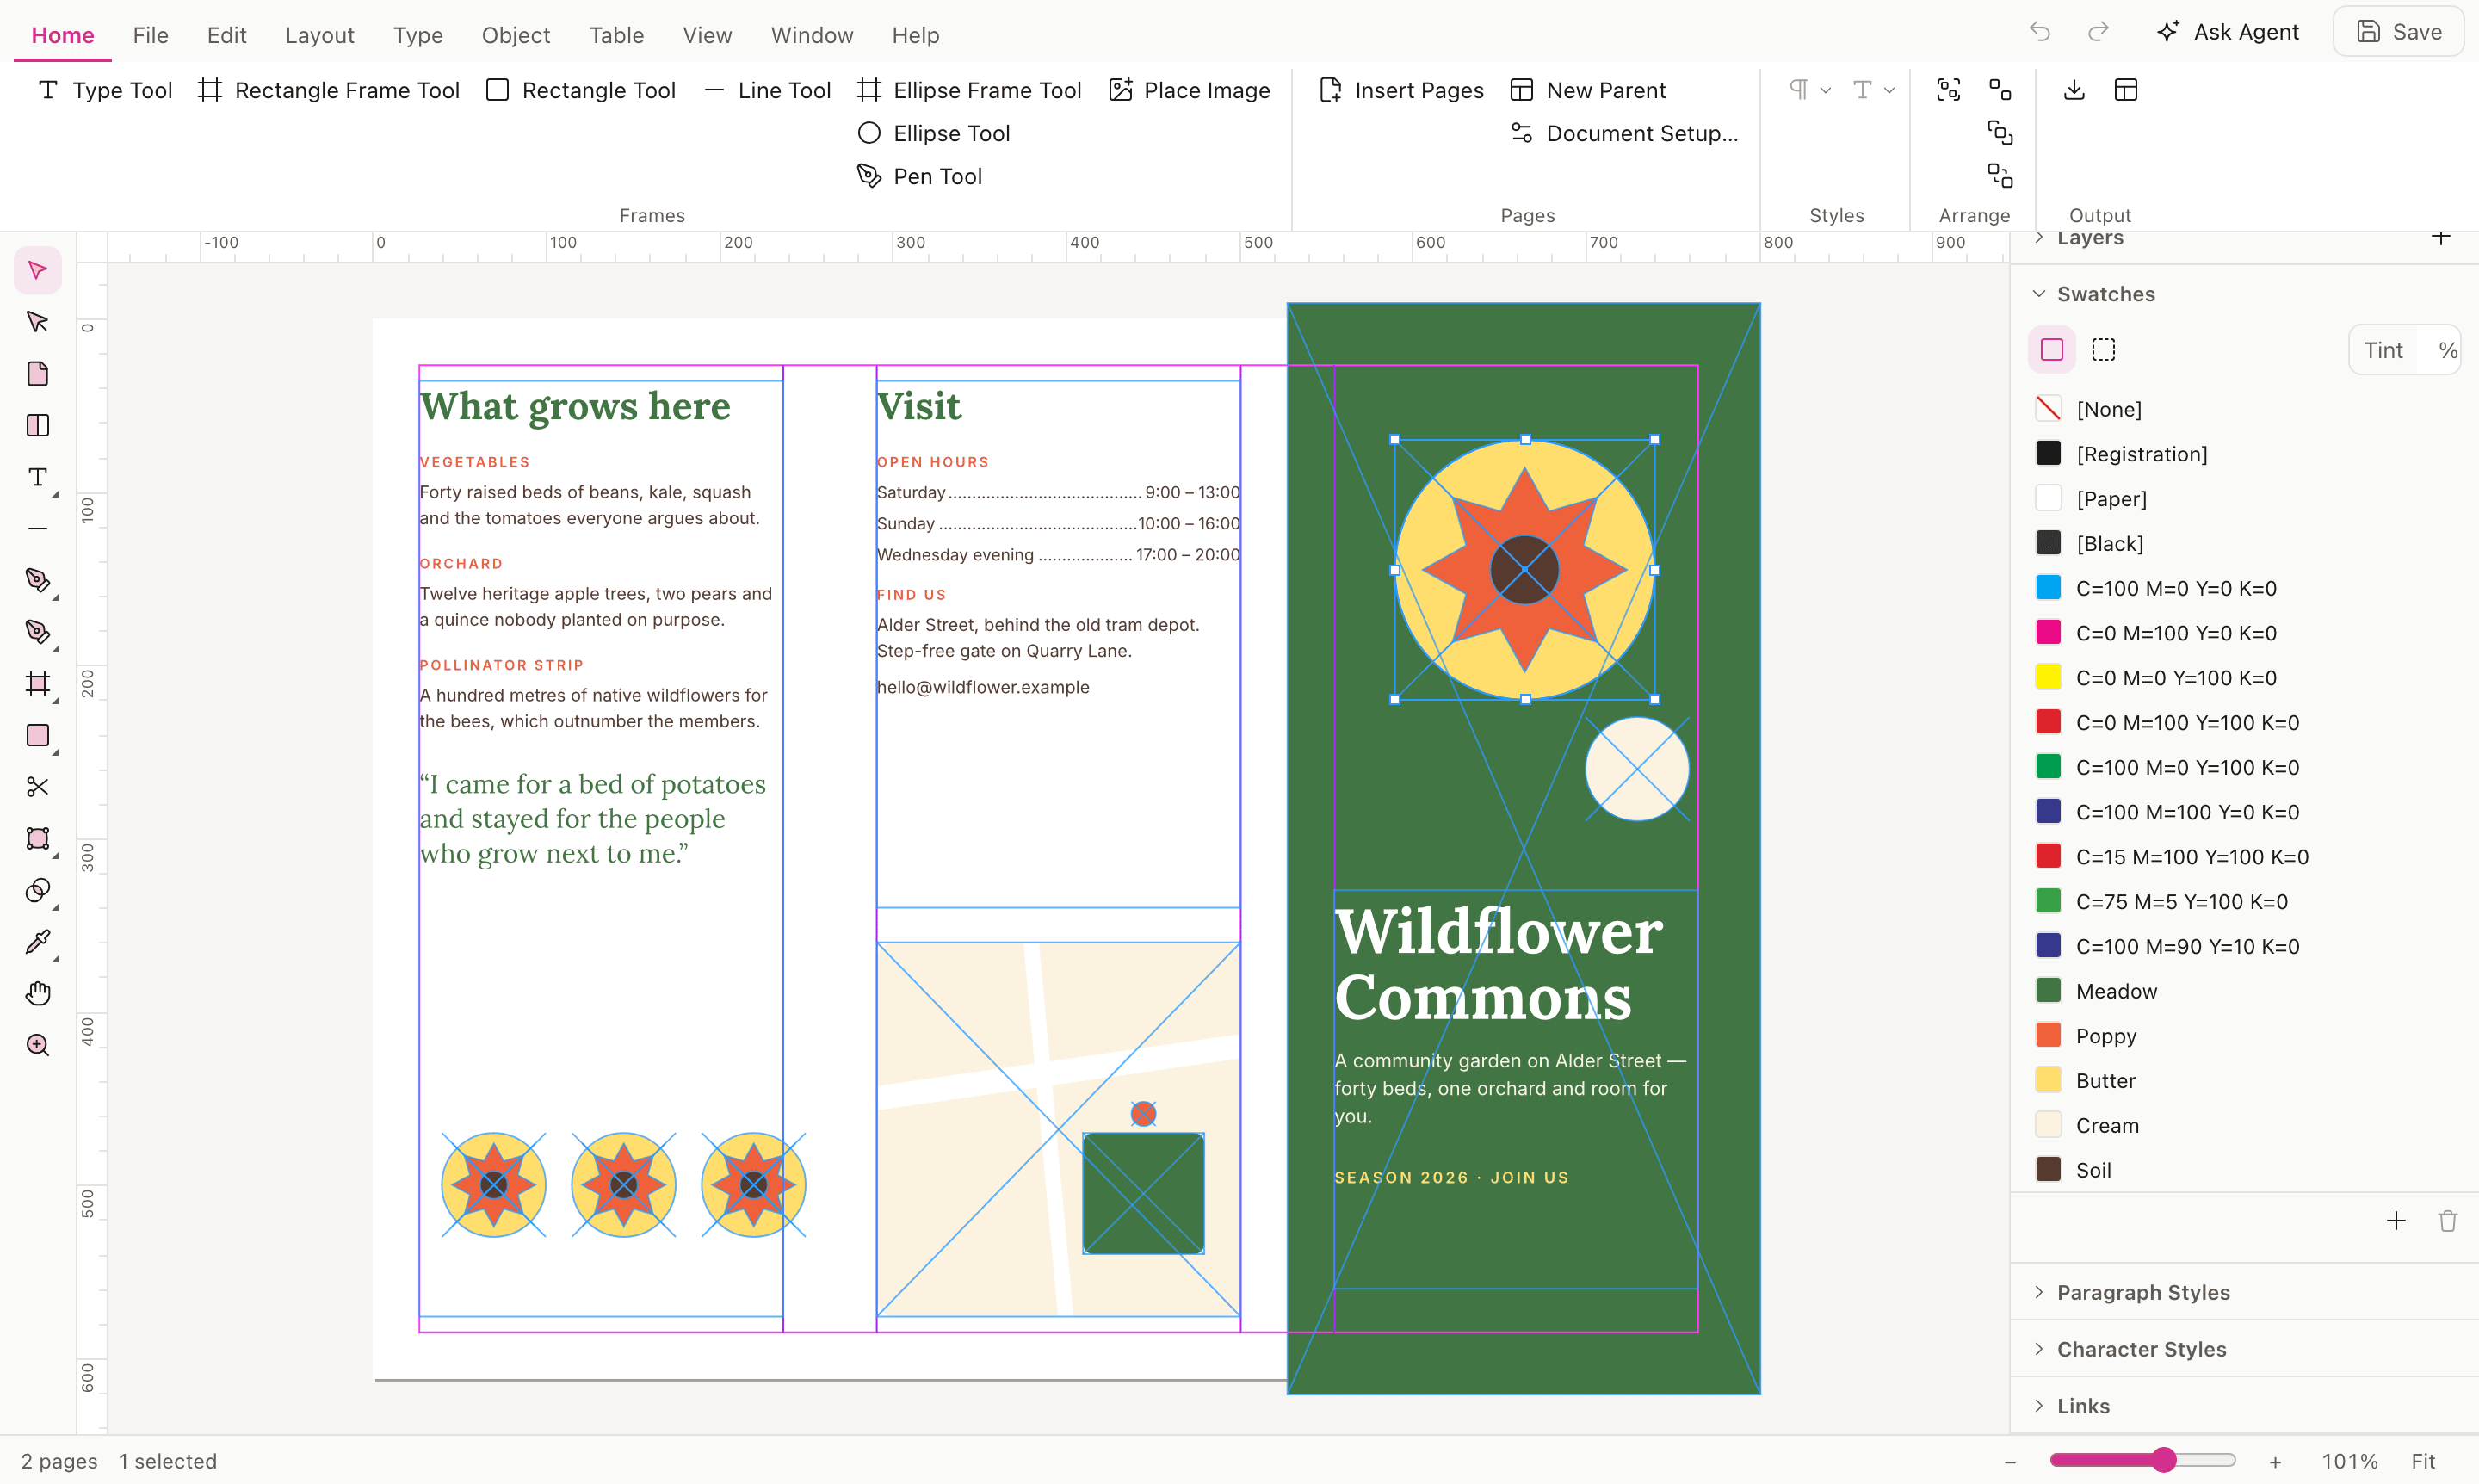 Home File Edit Layout Type Object Table View Window Help Ask Agent Save
Type Tool Rectangle Frame Tool Rectangle Tool Line Tool Ellipse Frame Tool Place Image Insert Pages New Parent
Ellipse Tool Document Setup...
Pen Tool
Frames Pages Styles Arrange Output
-100 0 100 200 300 400 500 600 700 800 900
0 100 200 300 400 500 600
What grows here
VEGETABLES
Forty raised beds of beans, kale, squash
and the tomatoes everyone argues about.
ORCHARD
Twelve heritage apple trees, two pears and
a quince nobody planted on purpose.
POLLINATOR STRIP
A hundred metres of native wildflowers for
the bees, which outnumber the members.
“I came for a bed of potatoes
and stayed for the people
who grow next to me.”
Visit
OPEN HOURS
Saturday ........................................ 9:00 – 13:00
Sunday .........................................10:00 – 16:00
Wednesday evening .................... 17:00 – 20:00
FIND US
Alder Street, behind the old tram depot.
Step-free gate on Quarry Lane.
hello@wildflower.example
Wildflower
Commons
A community garden on Alder Street —
forty beds, one orchard and room for
you.
SEASON 2026 · JOIN US
Layers
Swatches
Tint %
[None]
[Registration]
[Paper]
[Black]
C=100 M=0 Y=0 K=0
C=0 M=100 Y=0 K=0
C=0 M=0 Y=100 K=0
C=0 M=100 Y=100 K=0
C=100 M=0 Y=100 K=0
C=100 M=100 Y=0 K=0
C=15 M=100 Y=100 K=0
C=75 M=5 Y=100 K=0
C=100 M=90 Y=10 K=0
Meadow
Poppy
Butter
Cream
Soil
Paragraph Styles
Character Styles
Links
2 pages 1 selected
101% Fit